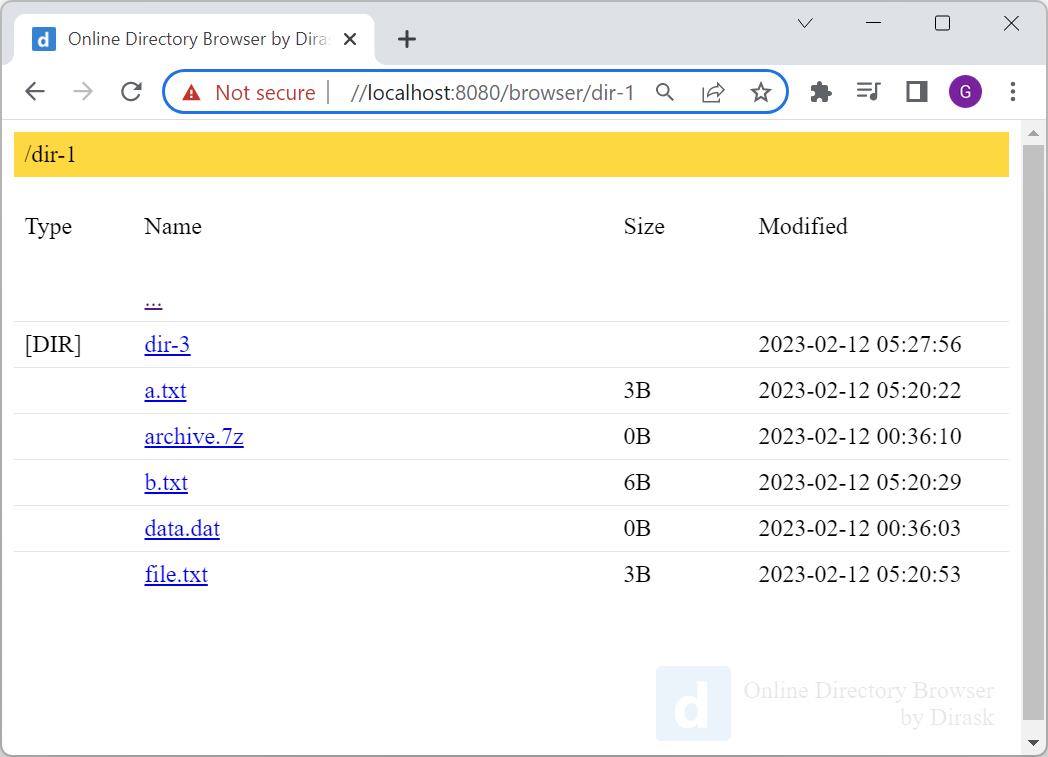 d Online Directory Browser by Dira
Not secure | //localhost:8080/browser/dir-1
G
/dir-1
Type Name Size Modified
...
[DIR] dir-3 2023-02-12 05:27:56
a.txt 3B 2023-02-12 05:20:22
archive.7z 0B 2023-02-12 00:36:10
b.txt 6B 2023-02-12 05:20:29
data.dat 0B 2023-02-12 00:36:03
file.txt 3B 2023-02-12 05:20:53
d Online Directory Browser
by Dirask